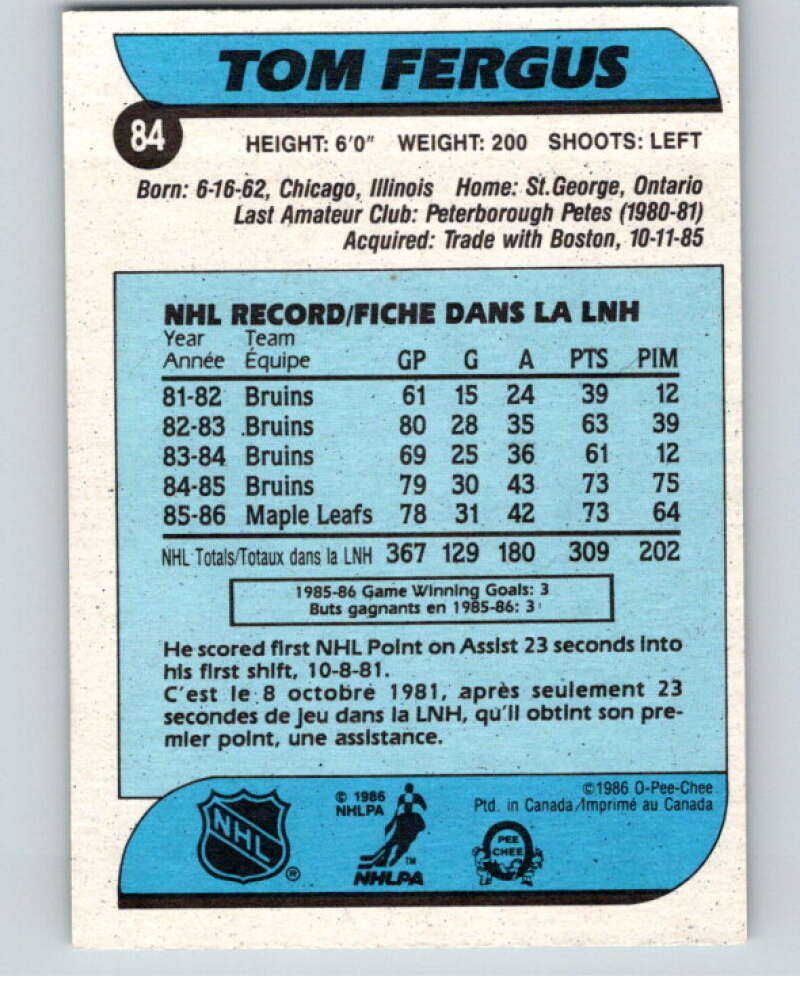 TOM FERGUS
84
HEIGHT: 6'0" WEIGHT: 200 SHOOTS: LEFT
Born: 6-16-62, Chicago, Illinois Home: St. George, Ontario
Last Amateur Club: Peterborough Petes (1980-81)
Acquired: Trade with Boston, 10-11-85
NHL RECORD/FICHE DANS LA LNH
Year Team
Année Équipe GP G A PTS PIM
81-82 Bruins 61 15 24 39 12
82-83 Bruins 80 28 35 63 39
83-84 Bruins 69 25 36 61 12
84-85 Bruins 79 30 43 73 75
85-86 Maple Leafs 78 31 42 73 64
NHL Totals/Totaux dans la LNH 367 129 180 309 202
1985-86 Game Winning Goals: 3
Buts gagnants en 1985-86: 3
He scored first NHL Point on Assist 23 seconds into
his first shift, 10-8-81.
C'est le 8 octobre 1981, après seulement 23
secondes de jeu dans la LNH, qu'il obtint son pre-
mier point, une assistance.
©1986 O-Pee-Chee
Ptd. in Canada/Imprimé au Canada
© 1986
NHLPA
NHL
®
TM
NHLPA
PEE
CHEE